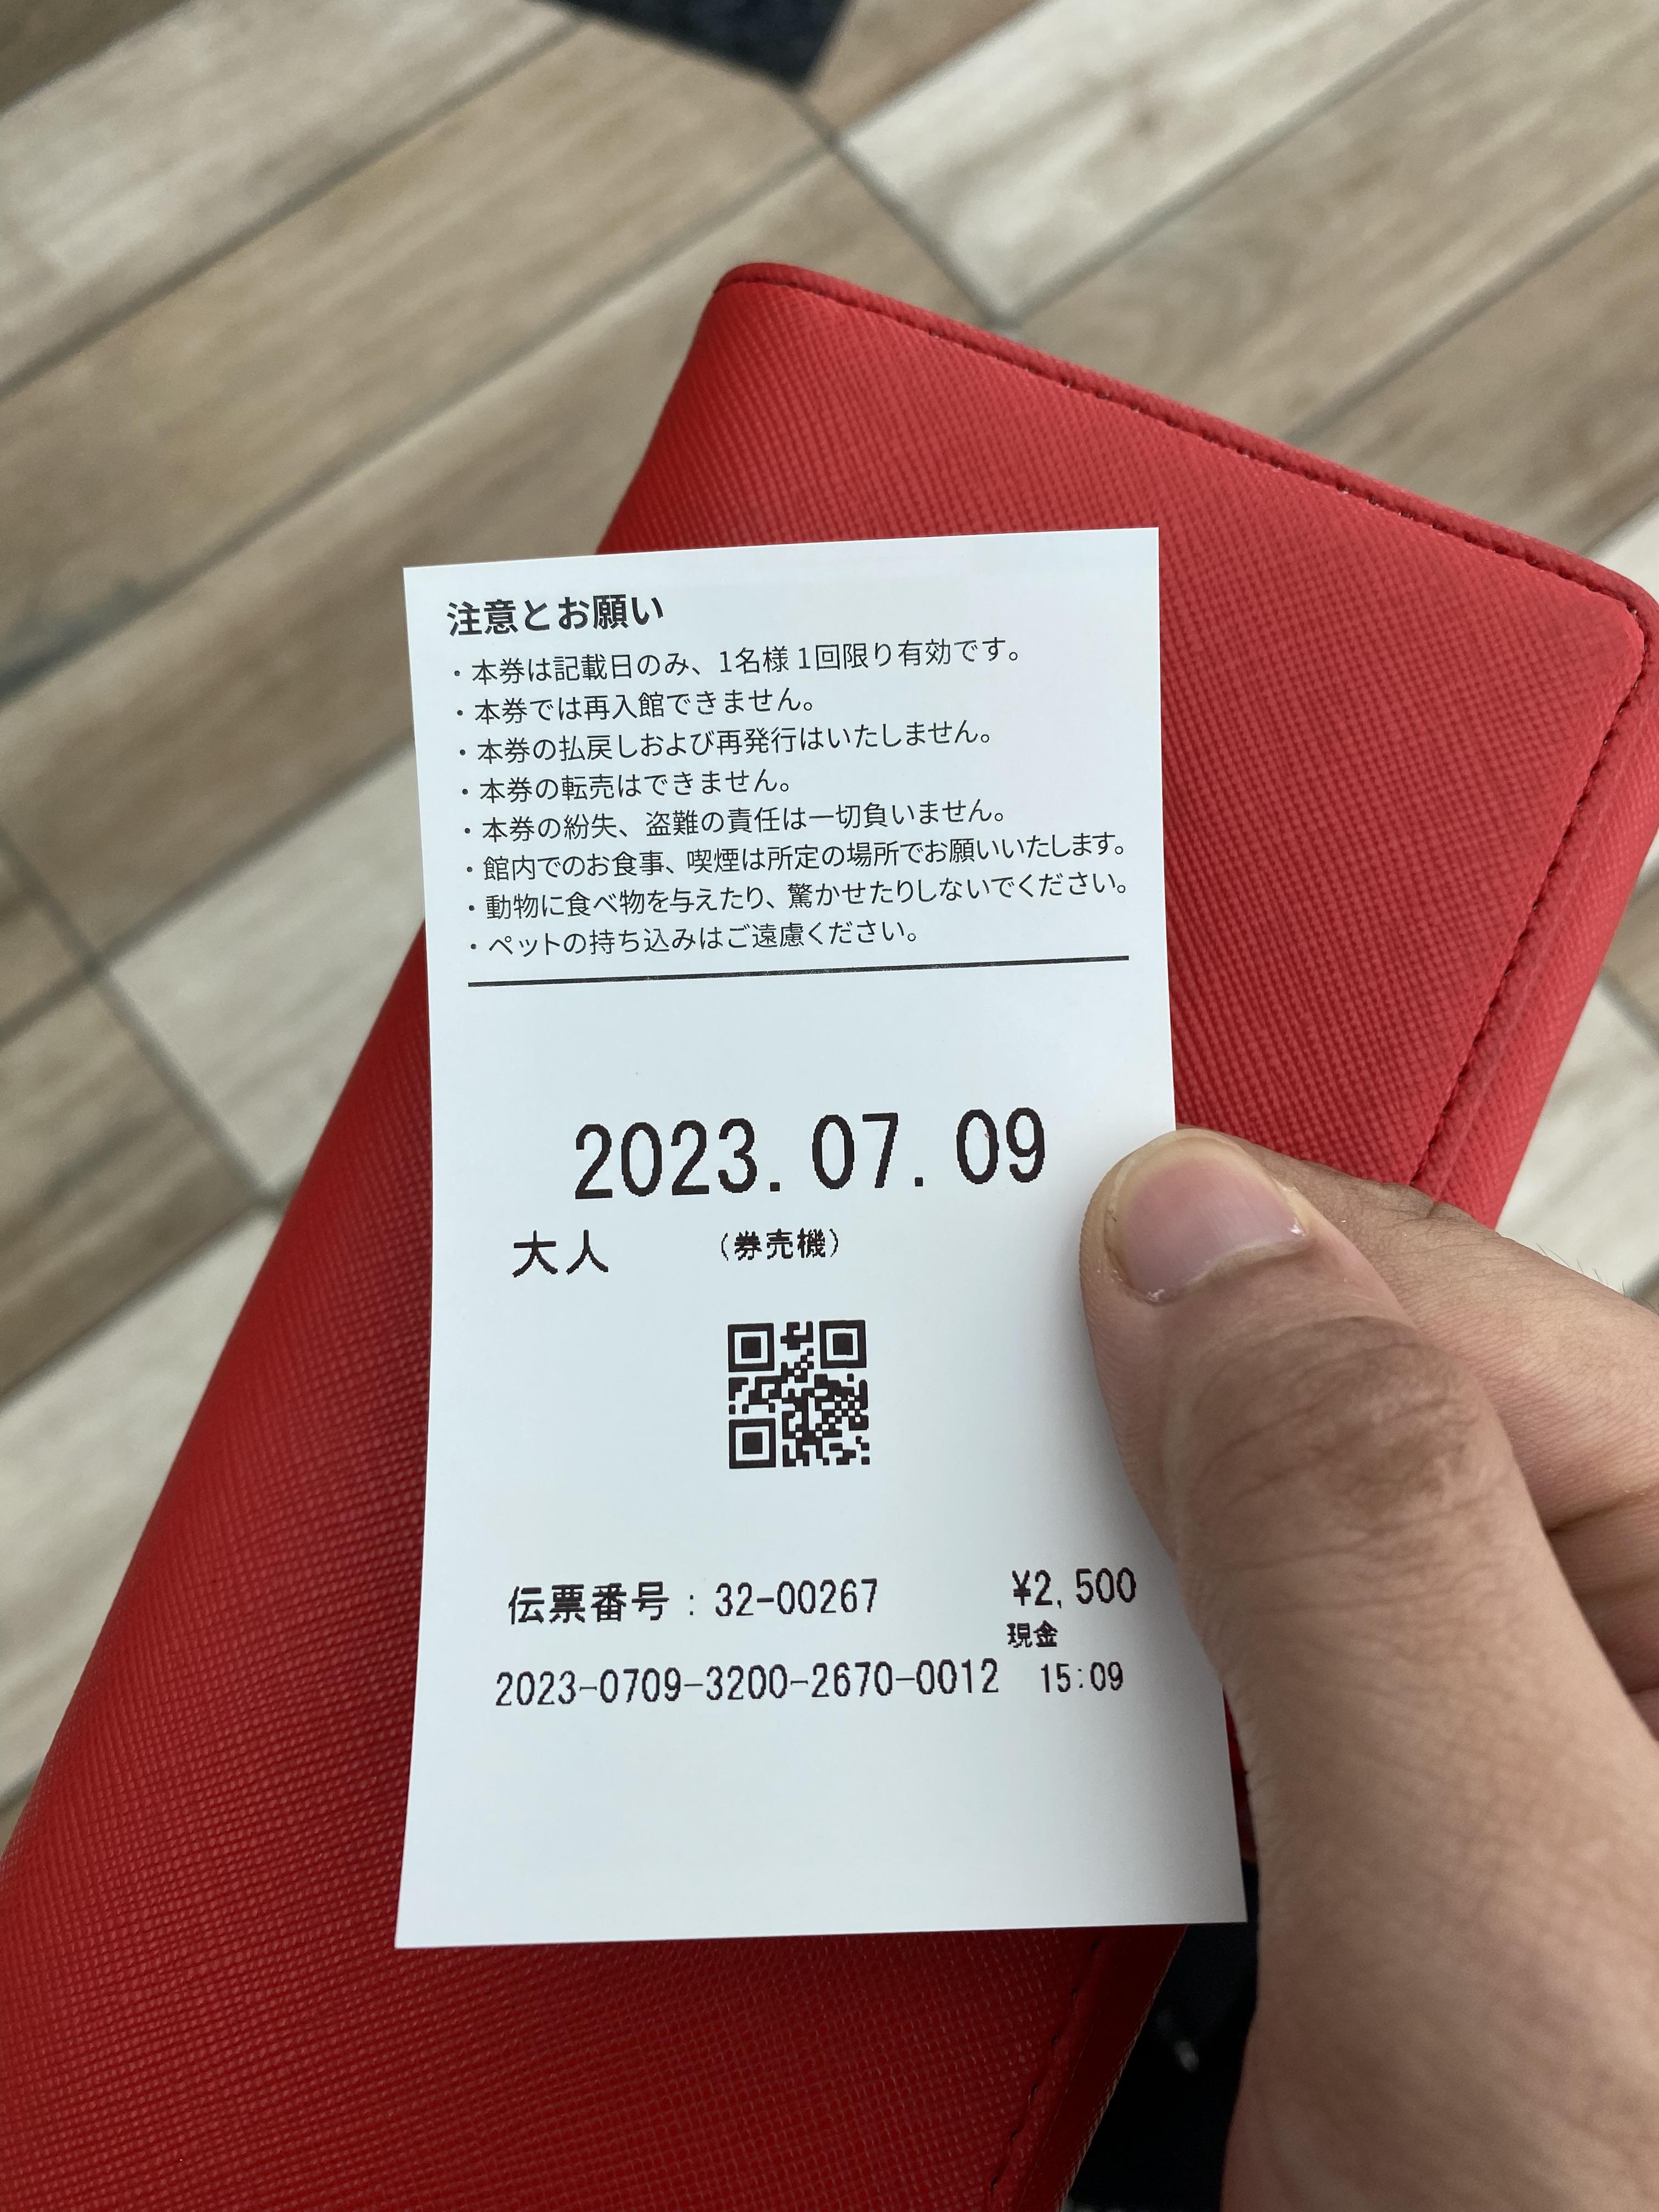 注意とお願い
・本券は記載日のみ、1名様1回限り有効です。
・本券では再入館できません。
・本券の払戻しおよび再発行はいたしません。
・本券の転売はできません。
・本券の紛失、盗難の責任は一切負いません。
・館内でのお食事、喫煙は所定の場所でお願いいたします。
・動物に食べ物を与えたり、驚かせたりしないでください。
・ペットの持ち込みはご遠慮ください。
2023.07.09
大人 (券売機)
伝票番号：32-00267 ¥2,500
現金
2023-0709-3200-2670-0012 15:09